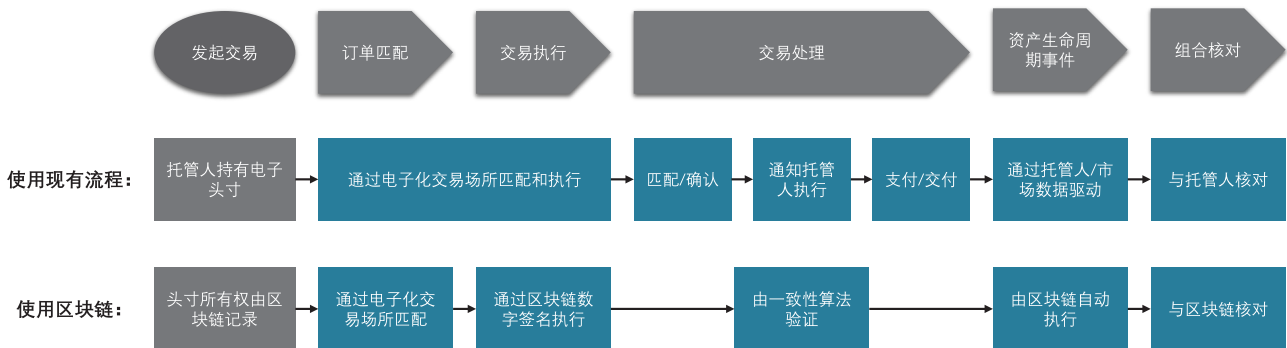 发起交易
订单匹配
交易执行
交易处理
资产生命周
期事件
组合核对
使用现有流程：
托管人持有电子
头寸
通过电子化交易场所匹配和执行
匹配/确认
通知托管
人执行
支付/交付
通过托管人/市
场数据驱动
与托管人核对
使用区块链：
头寸所有权由区
块链记录
通过电子化交
易场所匹配
通过区块链数
字签名执行
由一致性算法
验证
由区块链自动
执行
与区块链核对